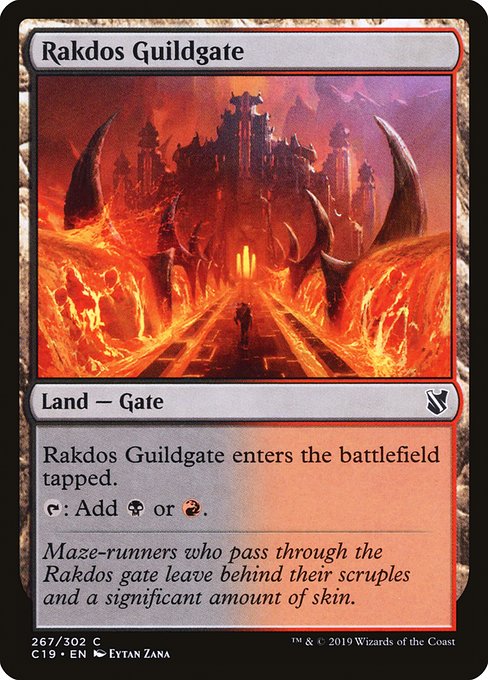 Rakdos Guildgate
Land — Gate
Rakdos Guildgate enters the battlefield
tapped.
: Add or .
Maze-runners who pass through the
Rakdos gate leave behind their scruples
and a significant amount of skin.
267/302 C
C19 • EN Eytan Zana
™ & © 2019 Wizards of the Coast